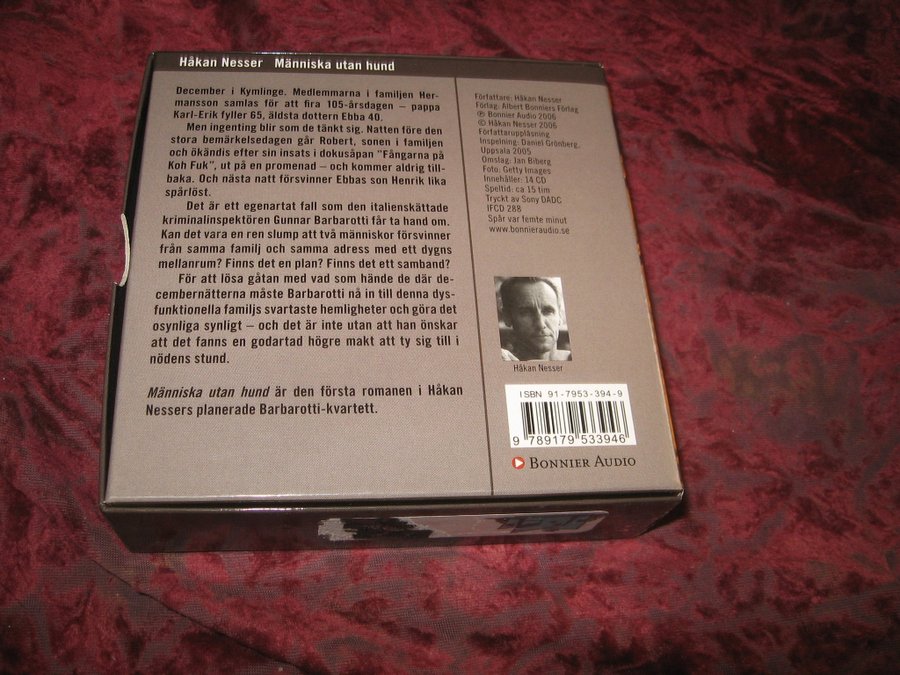 Håkan Nesser Människa utan hund
December i Kymlinge. Medlemmarna i familjen Her-
mansson samlas för att fira 105-årsdagen – pappa
Karl-Erik fyller 65, äldsta dottern Ebba 40.
Men ingenting blir som de tänkt sig. Natten före den
stora bemärkelsedagen går Robert, sonen i familjen
och ökändis efter sin insats i dokusåpan "Fångarna på
Koh Fuk", ut på en promenad – och kommer aldrig till-
baka. Och nästa natt försvinner Ebbas son Henrik lika
spårlöst.
Det är ett egenartat fall som den italienskättade
kriminalinspektören Gunnar Barbarotti får ta hand om.
Kan det vara en ren slump att två människor försvinner
från samma familj och samma adress med ett dygns
mellanrum? Finns det en plan? Finns det ett samband?
För att lösa gåtan med vad som hände de där de-
cembernätterna måste Barbarotti nå in till denna dys-
funktionella familjs svartaste hemligheter och göra det
osynliga synligt – och det är inte utan att han önskar
att det fanns en godartad högre makt att ty sig till i
nödens stund.
Människa utan hund är den första romanen i Håkan
Nessers planerade Barbarotti-kvartett.
Författare: Håkan Nesser
Förlag: Albert Bonniers Förlag
℗ Bonnier Audio 2006
© Håkan Nesser 2006
Författaruppläsning
Inspelning: Daniel Grönberg,
Uppsala 2005
Omslag: Jan Biberg
Foto: Getty Images
Innehåller: 14 CD
Speltid: ca 15 tim
Tryckt av Sony DADC
IFCD 288
Spår var femte minut
www.bonnieraudio.se
Håkan Nesser
ISBN 91-7953-394-9
9 789179 533946
BONNIER AUDIO